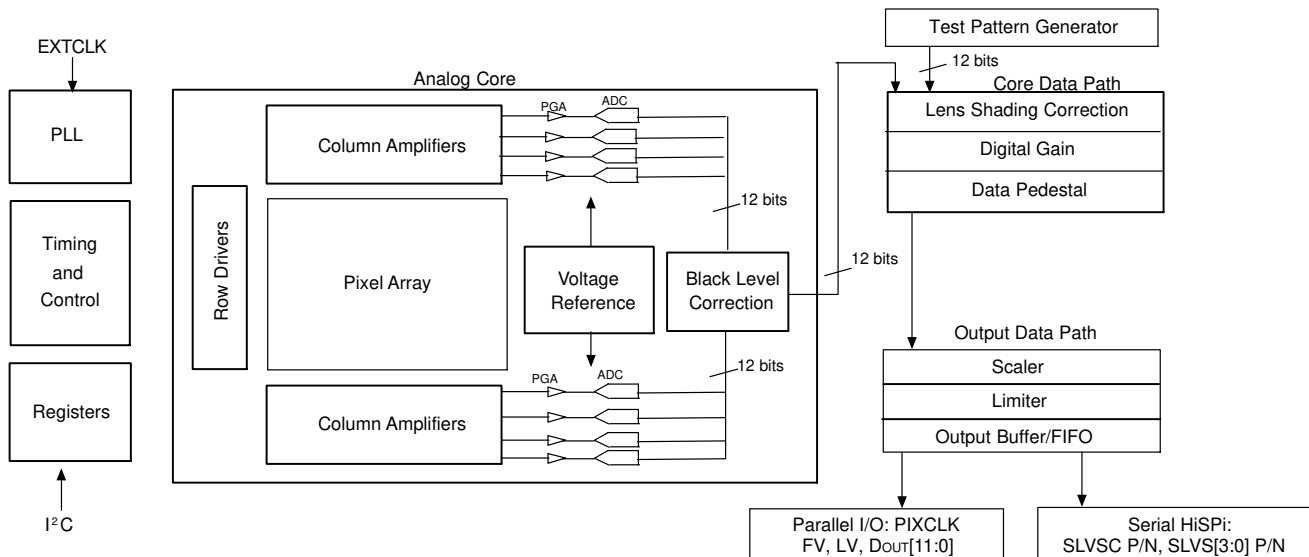 EXTCLK
PLL
Timing
and
Control
Registers
I²C
Analog Core
Row Drivers
Column Amplifiers
PGA
ADC
12 bits
Pixel Array
Voltage
Reference
Black Level
Correction
12 bits
Column Amplifiers
PGA
ADC
12 bits
Test Pattern Generator
12 bits
Core Data Path
Lens Shading Correction
Digital Gain
Data Pedestal
Output Data Path
Scaler
Limiter
Output Buffer/FIFO
Parallel I/O: PIXCLK
FV, LV, DOUT[11:0]
Serial HiSPi:
SLVSC P/N, SLVS[3:0] P/N